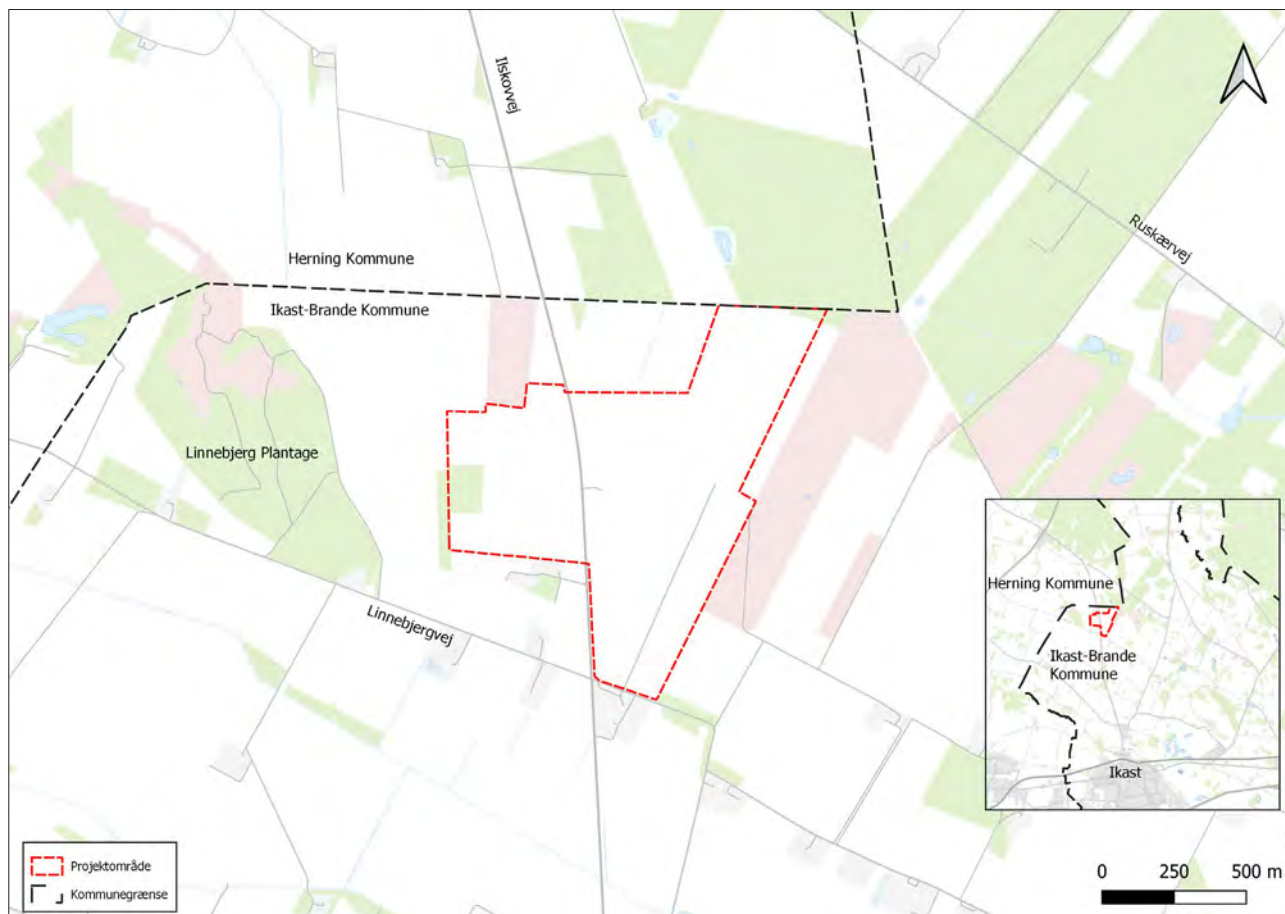 Ilskovvej
Ruskærvej
Herning Kommune
Ikast-Brande Kommune
Linnebjerg Plantage
Linnebjergvej
Herning Kommune
Ikast-Brande
Kommune
Ikast
Projektområde
Kommunegrænse
0 250 500 m